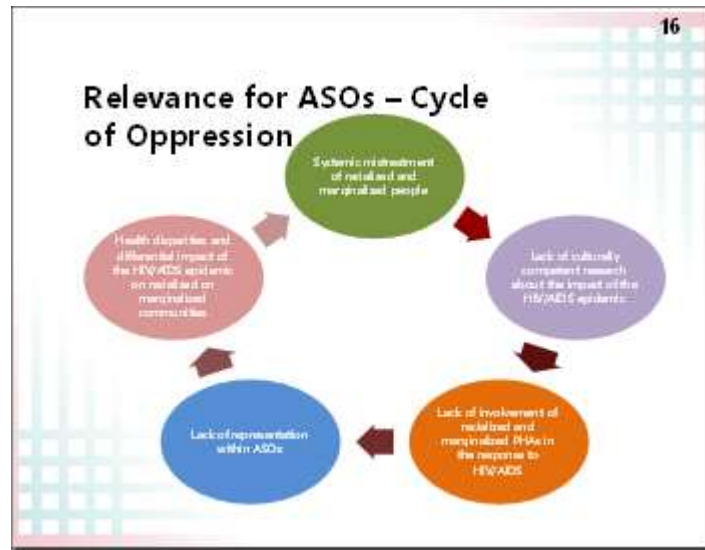 16
Relevance for ASOs – Cycle
of Oppression
Systemic mistreatment
of racialized and
marginalized people
Lack of culturally
competent research
about the impact of the
HIV/AIDS epidemic
Lack of involvement of
racialized and
marginalized PHAs in
the response to
HIV/AIDS
Lack of representation
within ASOs
Health disparities and
differential impact of
the HIV/AIDS epidemic
on racialized on
marginalized
communities